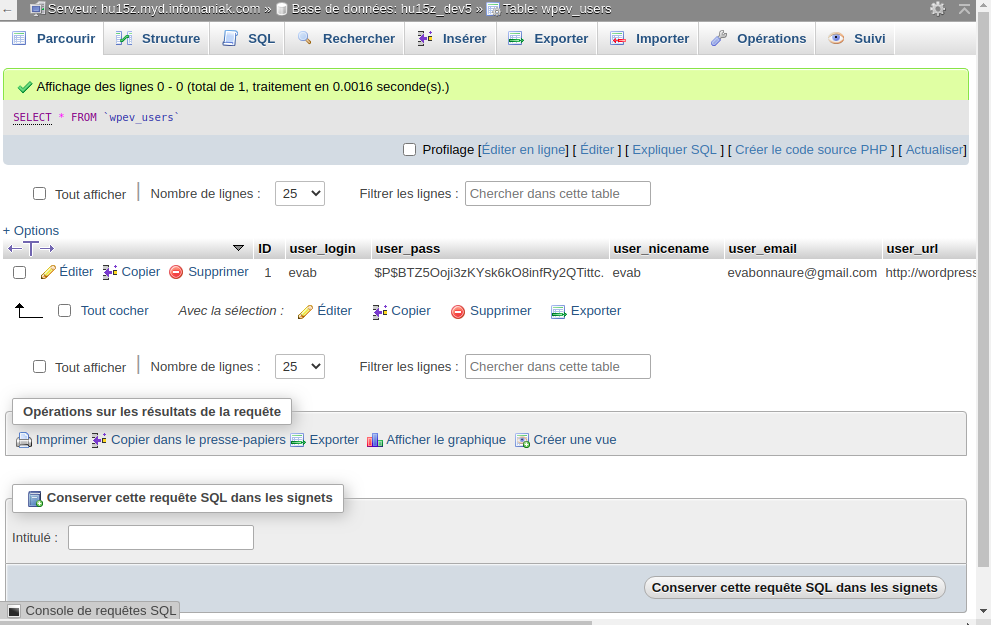 Serveur: hu15z.myd.infomaniak.com » Base de données: hu15z_dev5 » Table: wpev_users
Parcourir Structure SQL Rechercher Insérer Exporter Importer Opérations Suivi
Affichage des lignes 0 - 0 (total de 1, traitement en 0.0016 seconde(s).)
SELECT * FROM `wpev_users`
Profilage [Éditer en ligne] [ Éditer ] [ Expliquer SQL ] [ Créer le code source PHP ] [ Actualiser]
Tout afficher Nombre de lignes : 25 Filtrer les lignes : Chercher dans cette table
+ Options
←T→ ID user_login user_pass user_nicename user_email user_url
Éditer Copier Supprimer 1 evab $P$BTZ5Ooji3zKYsk6kO8infRy2QTittc. evab evabonnaure@gmail.com http://wordpress
Tout cocher Avec la sélection : Éditer Copier Supprimer Exporter
Tout afficher Nombre de lignes : 25 Filtrer les lignes : Chercher dans cette table
Opérations sur les résultats de la requête
Imprimer Copier dans le presse-papiers Exporter Afficher le graphique Créer une vue
Conserver cette requête SQL dans les signets
Intitulé :
Conserver cette requête SQL dans les signets
Console de requêtes SQL